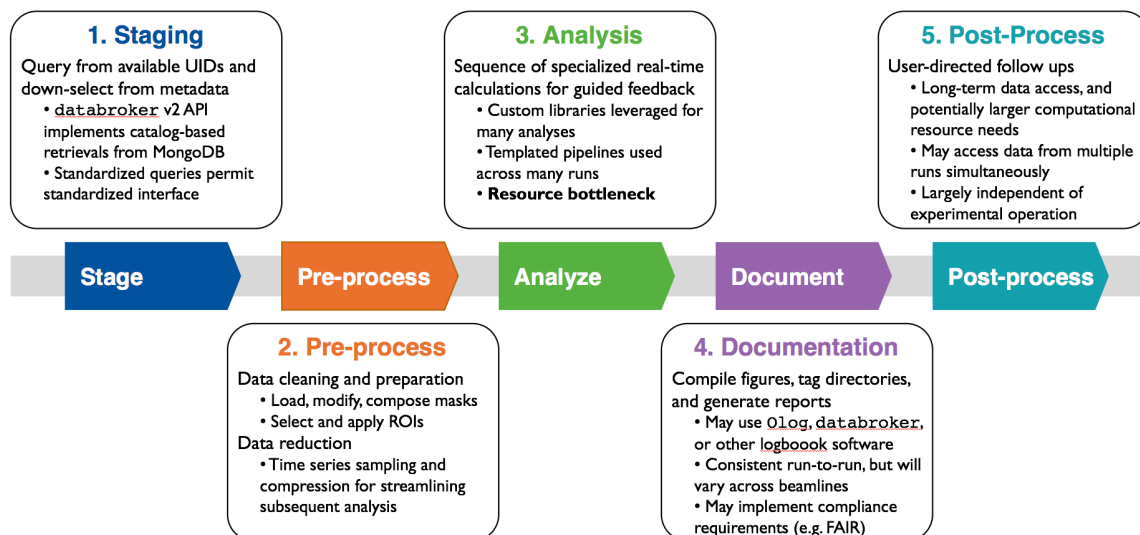 1. Staging
Query from available UIDs and
down-select from metadata
• databroker v2 API
implements catalog-based
retrievals from MongoDB
• Standardized queries permit
standardized interface
3. Analysis
Sequence of specialized real-time
calculations for guided feedback
• Custom libraries leveraged for
many analyses
• Templated pipelines used
across many runs
• Resource bottleneck
5. Post-Process
User-directed follow ups
• Long-term data access, and
potentially larger computational
resource needs
• May access data from multiple
runs simultaneously
• Largely independent of
experimental operation
Stage
Pre-process
Analyze
Document
Post-process
2. Pre-process
Data cleaning and preparation
• Load, modify, compose masks
• Select and apply ROIs
Data reduction
• Time series sampling and
compression for streamlining
subsequent analysis
4. Documentation
Compile figures, tag directories,
and generate reports
• May use Olog, databroker,
or other logboook software
• Consistent run-to-run, but will
vary across beamlines
• May implement compliance
requirements (e.g. FAIR)